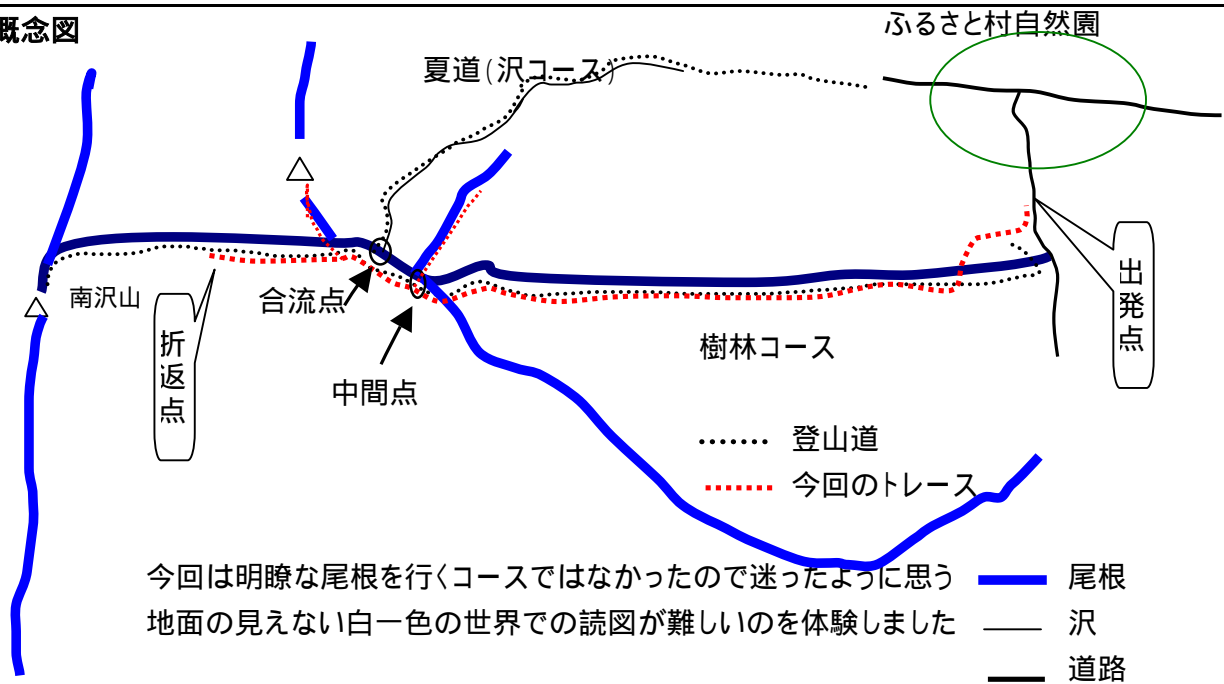 概念図
ふるさと村自然園
夏道(沢コース)
南沢山
合流点
折返点
中間点
出発点
樹林コース
登山道
今回のトレース
今回は明瞭な尾根を行くコースではなかったので迷ったように思う
地面の見えない白一色の世界での読図が難しいのを体験しました
尾根
沢
道路